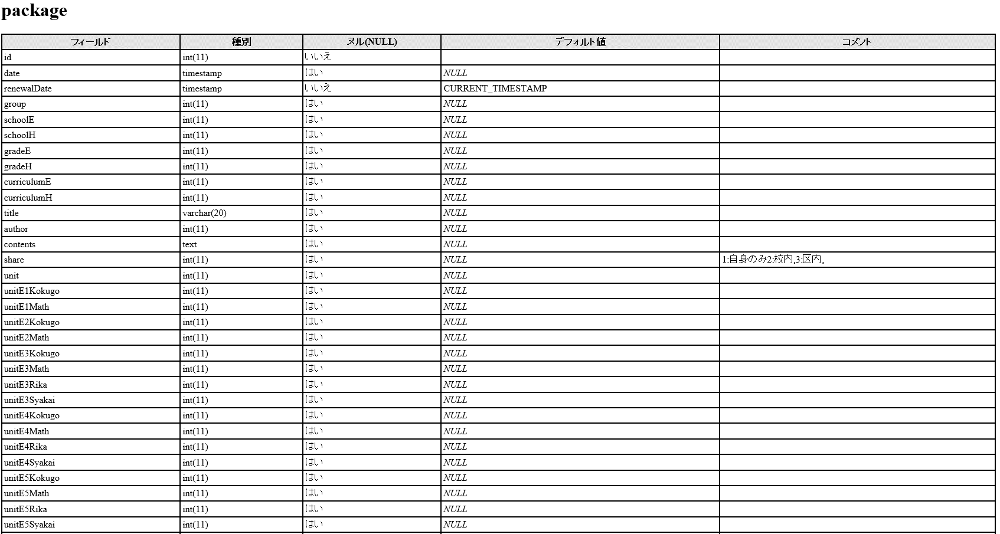 package
フィールド 種別 ヌル(NULL) デフォルト値 コメント
id int(11) いいえ
date timestamp はい NULL
renewalDate timestamp いいえ CURRENT_TIMESTAMP
group int(11) はい NULL
schoolE int(11) はい NULL
schoolH int(11) はい NULL
gradeE int(11) はい NULL
gradeH int(11) はい NULL
curriculumE int(11) はい NULL
curriculumH int(11) はい NULL
title varchar(20) はい NULL
author int(11) はい NULL
contents text はい NULL
share int(11) はい NULL 1:自身のみ2:校内,3:区内,
unit int(11) はい NULL
unitE1Kokugo int(11) はい NULL
unitE1Math int(11) はい NULL
unitE2Kokugo int(11) はい NULL
unitE2Math int(11) はい NULL
unitE3Kokugo int(11) はい NULL
unitE3Math int(11) はい NULL
unitE3Rika int(11) はい NULL
unitE3Syakai int(11) はい NULL
unitE4Kokugo int(11) はい NULL
unitE4Math int(11) はい NULL
unitE4Rika int(11) はい NULL
unitE4Syakai int(11) はい NULL
unitE5Kokugo int(11) はい NULL
unitE5Math int(11) はい NULL
unitE5Rika int(11) はい NULL
unitE5Syakai int(11) はい NULL